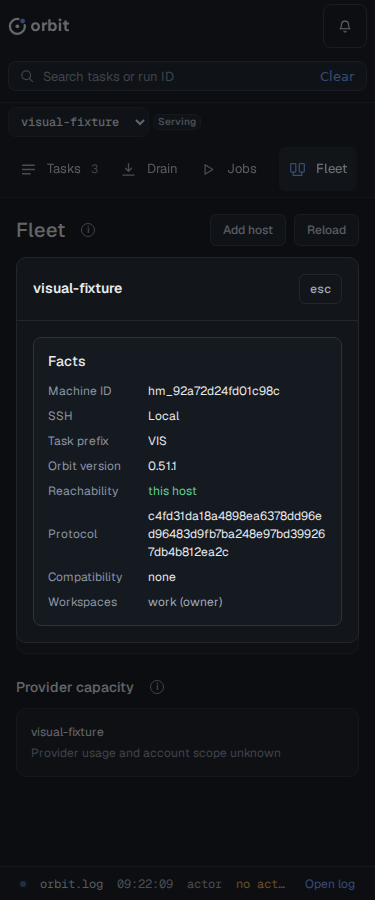 orbit
Search tasks or run ID Clear
visual-fixture Serving
Tasks 3 Drain Jobs Fleet
Fleet Add host Reload
visual-fixture esc
Facts
Machine ID hm_92a72d24fd01c98c
SSH Local
Task prefix VIS
Orbit version 0.51.1
Reachability this host
Protocol c4fd31da18a4898ea6378dd96e
d96483d9fb7ba248e97bd39926
7db4b812ea2c
Compatibility none
Workspaces work (owner)
Provider capacity
visual-fixture
Provider usage and account scope unknown
orbit.log 09:22:09 actor no act… Open log